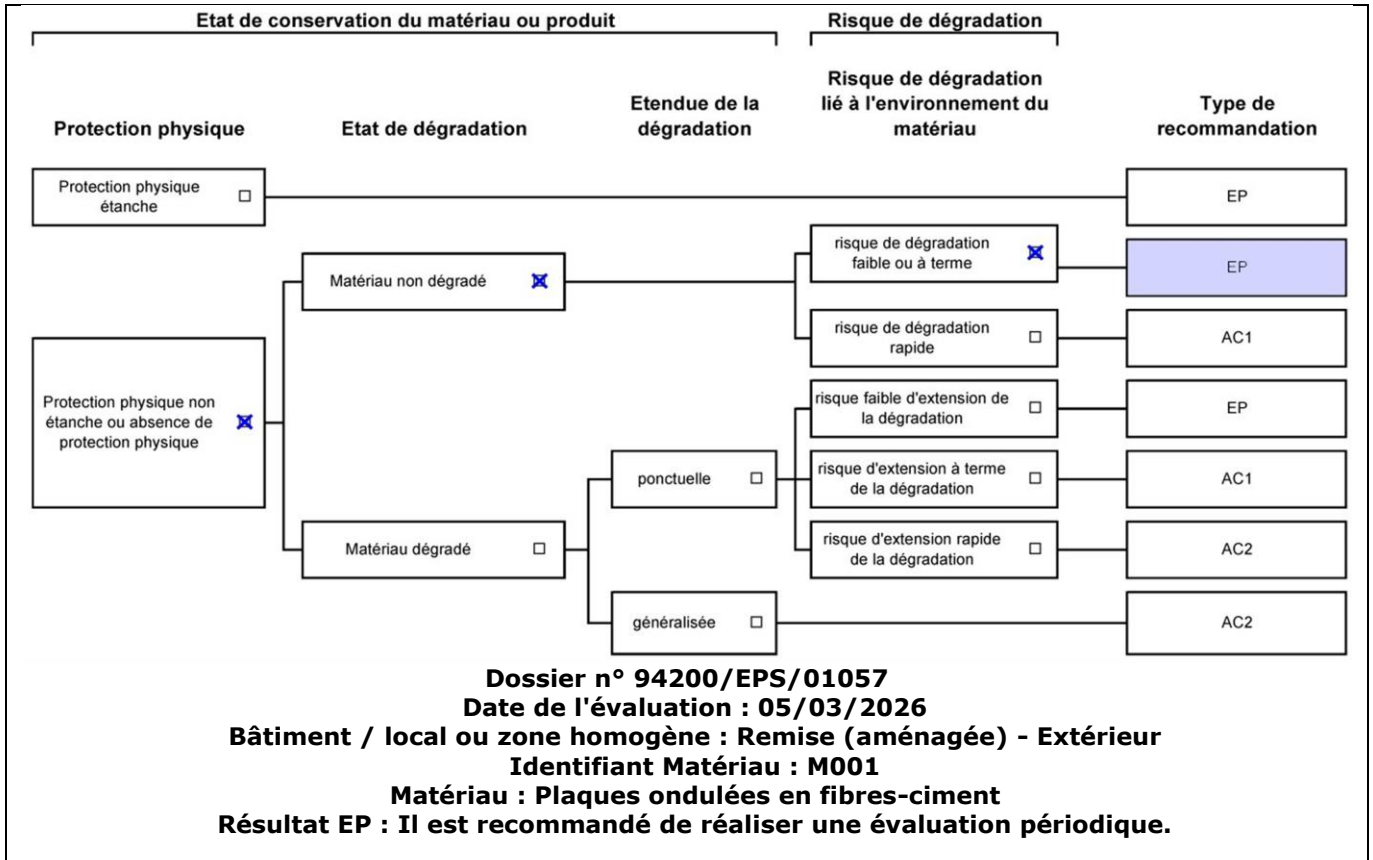 Etat de conservation du matériau ou produit
Risque de dégradation
Protection physique
Etat de dégradation
Etendue de la
dégradation
Risque de dégradation
lié à l'environnement du
matériau
Type de
recommandation
Protection physique
étanche
EP
risque de dégradation
faible ou à terme
EP
Matériau non dégradé
risque de dégradation
rapide
AC1
Protection physique non
étanche ou absence de
protection physique
risque faible d'extension de
la dégradation
EP
ponctuelle
risque d'extension à terme
de la dégradation
AC1
Matériau dégradé
risque d'extension rapide
de la dégradation
AC2
généralisée
AC2
Dossier n° 94200/EPS/01057
Date de l'évaluation : 05/03/2026
Bâtiment / local ou zone homogène : Remise (aménagée) - Extérieur
Identifiant Matériau : M001
Matériau : Plaques ondulées en fibres-ciment
Résultat EP : Il est recommandé de réaliser une évaluation périodique.